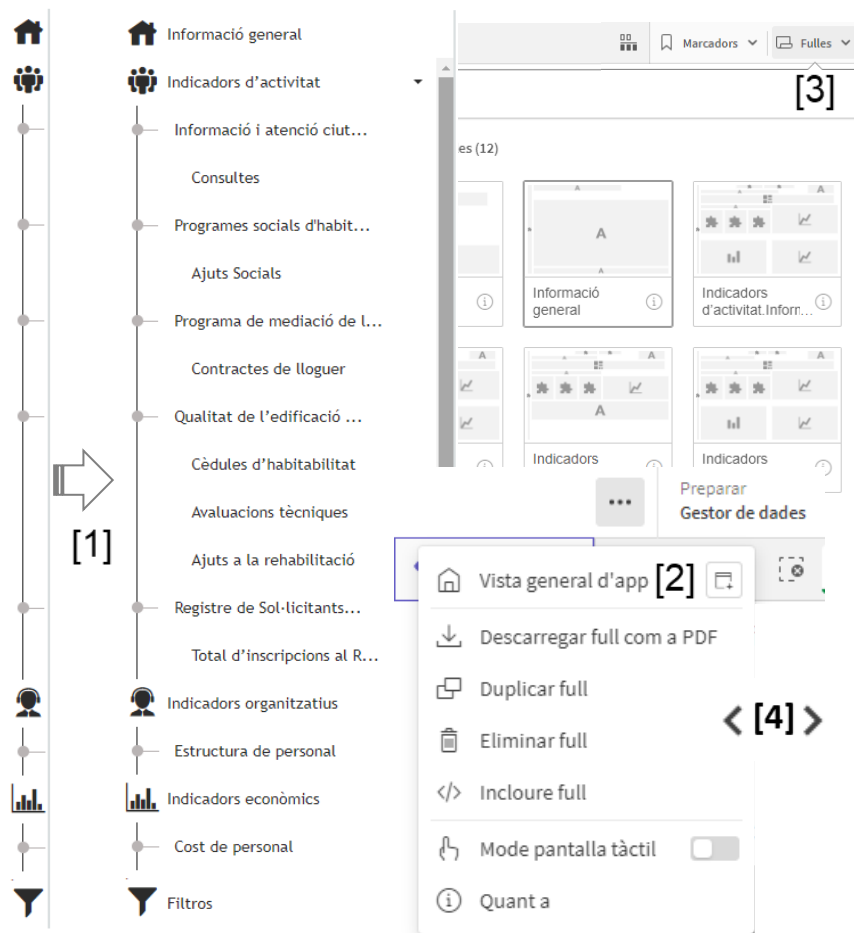 Informació general
Indicadors d'activitat
Informació i atenció ciut...
Consultes
Programes socials d'habit...
Ajuts Socials
Programa de mediació de l...
Contractes de lloguer
Qualitat de l'edificació ...
Cèdules d'habitabilitat
[1]
Avaluacions tècniques
Ajuts a la rehabilitació
Registre de Sol·licitants...
Total d'inscripcions al R...
Indicadors organitzatius
Estructura de personal
Indicadors econòmics
Cost de personal
Filtros
Marcadors
Fulles
[3]
es (12)
A
A
A
A
Informació
general
Indicadors
d'activitat.Inform...
A
A
A
A
Indicadors
Indicadors
Preparar
Gestor de dades
Vista general d'app [2]
Descarregar full com a PDF
Duplicar full
[4]
Eliminar full
Incloure full
Mode pantalla tàctil
Quant a